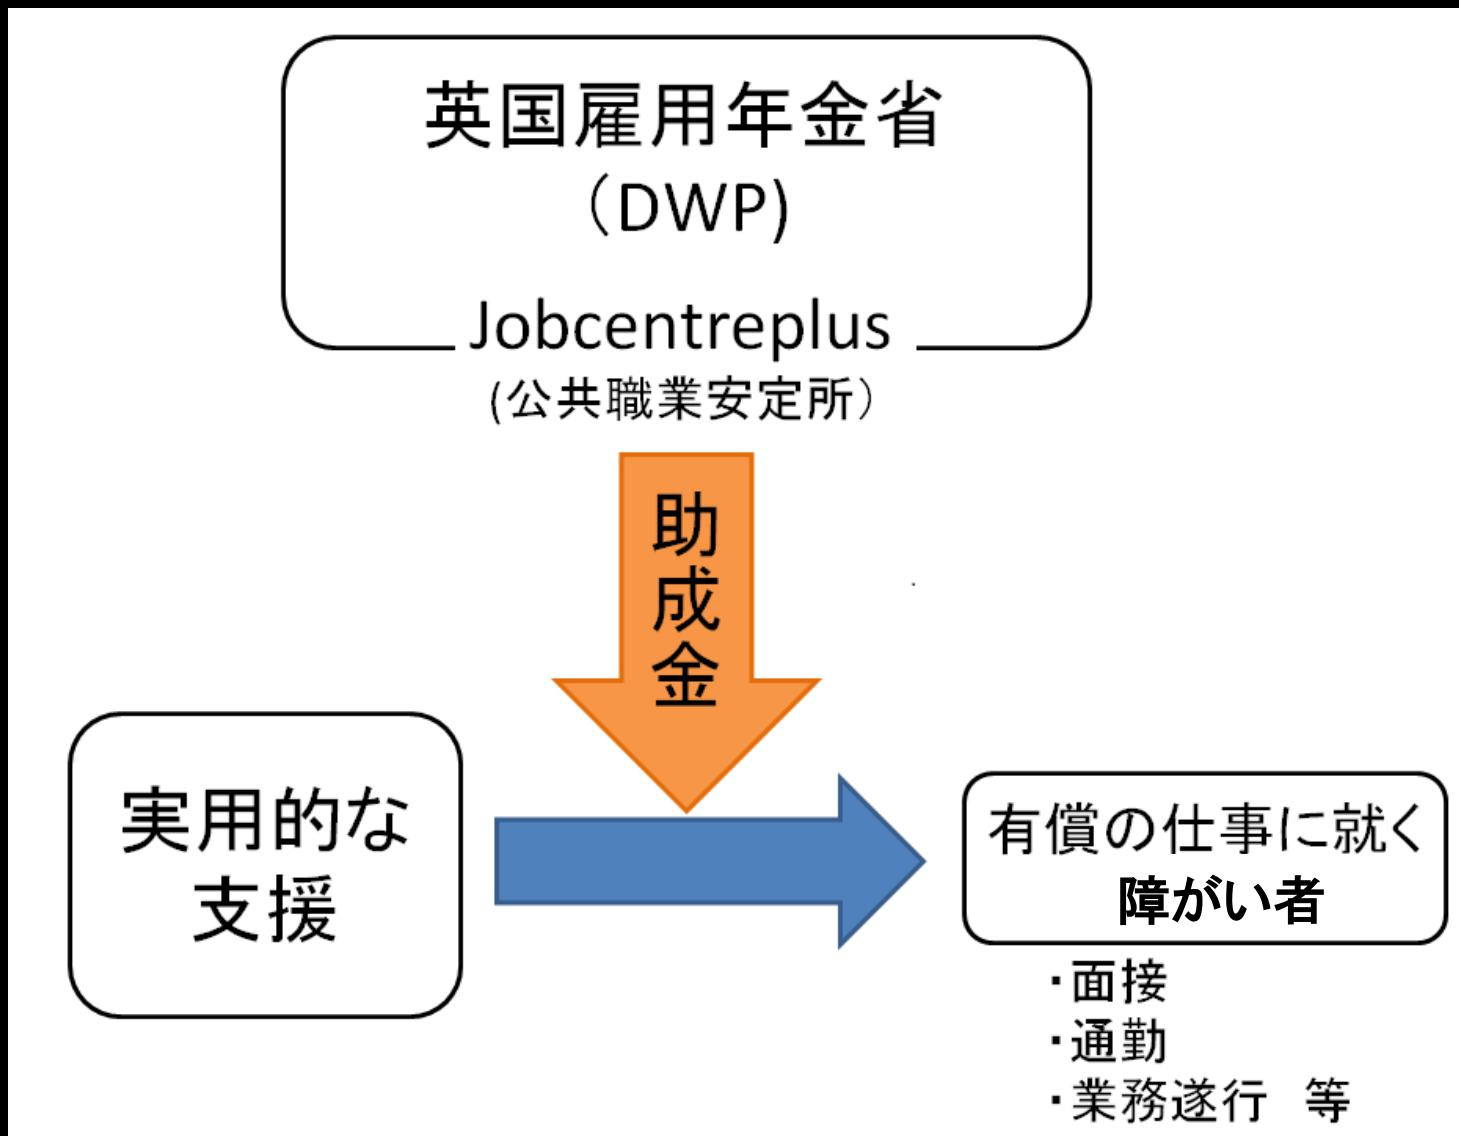 英国雇用年金省
（DWP)
Jobcentreplus
(公共職業安定所）
助成金
実用的な
支援
有償の仕事に就く
障がい者
・面接
・通勤
・業務遂行　等